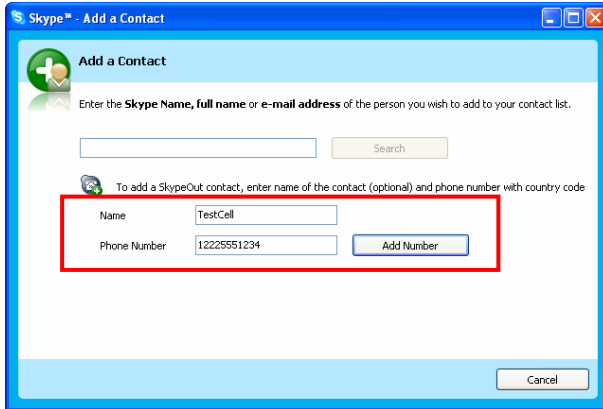 Skype™ - Add a Contact
Add a Contact
Enter the Skype Name, full name or e-mail address of the person you wish to add to your contact list.
Search
To add a SkypeOut contact, enter name of the contact (optional) and phone number with country code
Name TestCell
Phone Number 12225551234 Add Number
Cancel